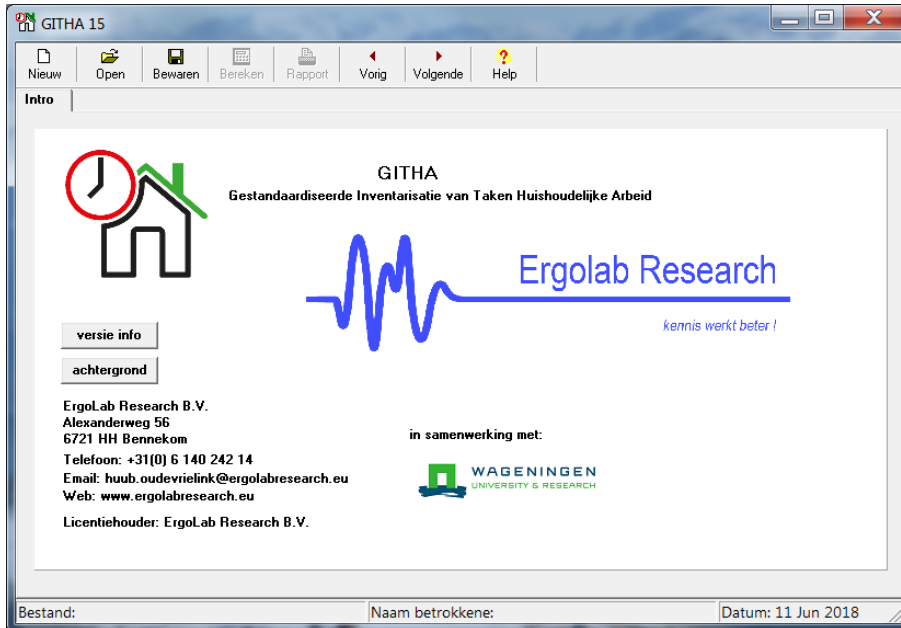 GITHA 15
Nieuw Open Bewaren Bereken Rapport Vorig Volgende Help
Intro
GITHA
Gestandaardiseerde Inventarisatie van Taken Huishoudelijke Arbeid
Ergolab Research
kennis werkt beter !
versie info
achtergrond
ErgoLab Research B.V.
Alexanderweg 56
6721 HH Bennekom
Telefoon: +31(0) 6 140 242 14
Email: huub.oudevrielink@ergolabresearch.eu
Web: www.ergolabresearch.eu
Licentiehouder: ErgoLab Research B.V.
in samenwerking met:
WAGENINGEN
UNIVERSITY & RESEARCH
Bestand: Naam betrokkene: Datum: 11 Jun 2018